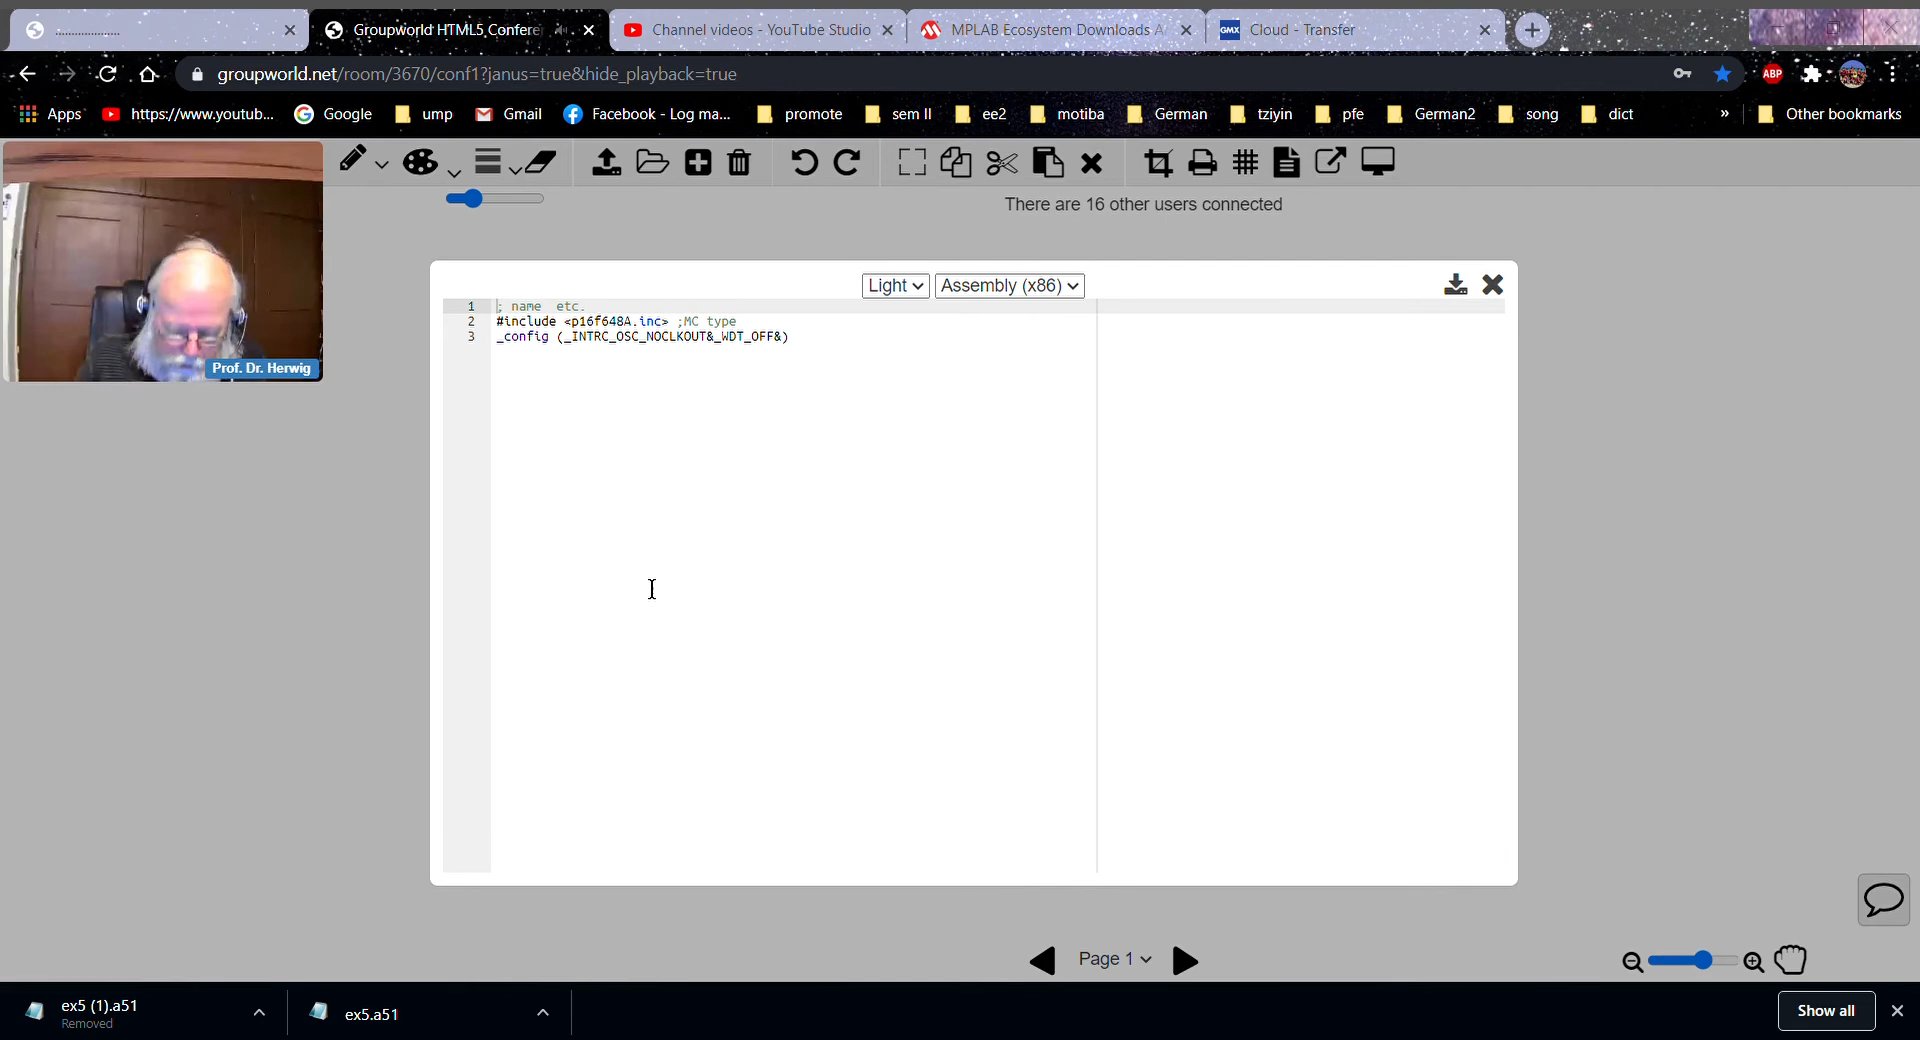 ....................
Groupworld HTML5 Confere
Channel videos - YouTube Studio
MPLAB Ecosystem Downloads A
GMX Cloud - Transfer
groupworld.net/room/3670/conf1?janus=true&hide_playback=true
ABP
Apps https://www.youtub... Google ump Gmail Facebook - Log ma... promote sem II ee2 motiba German tziyin pfe German2 song dict » Other bookmarks
There are 16 other users connected
Prof. Dr. Herwig
Light Assembly (x86)
1 ; name  etc.
2 #include <p16f648A.inc> ;MC type
3 _config (_INTRC_OSC_NOCLKOUT&_WDT_OFF&)
Page 1
ex5 (1).a51
Removed
ex5.a51
Show all